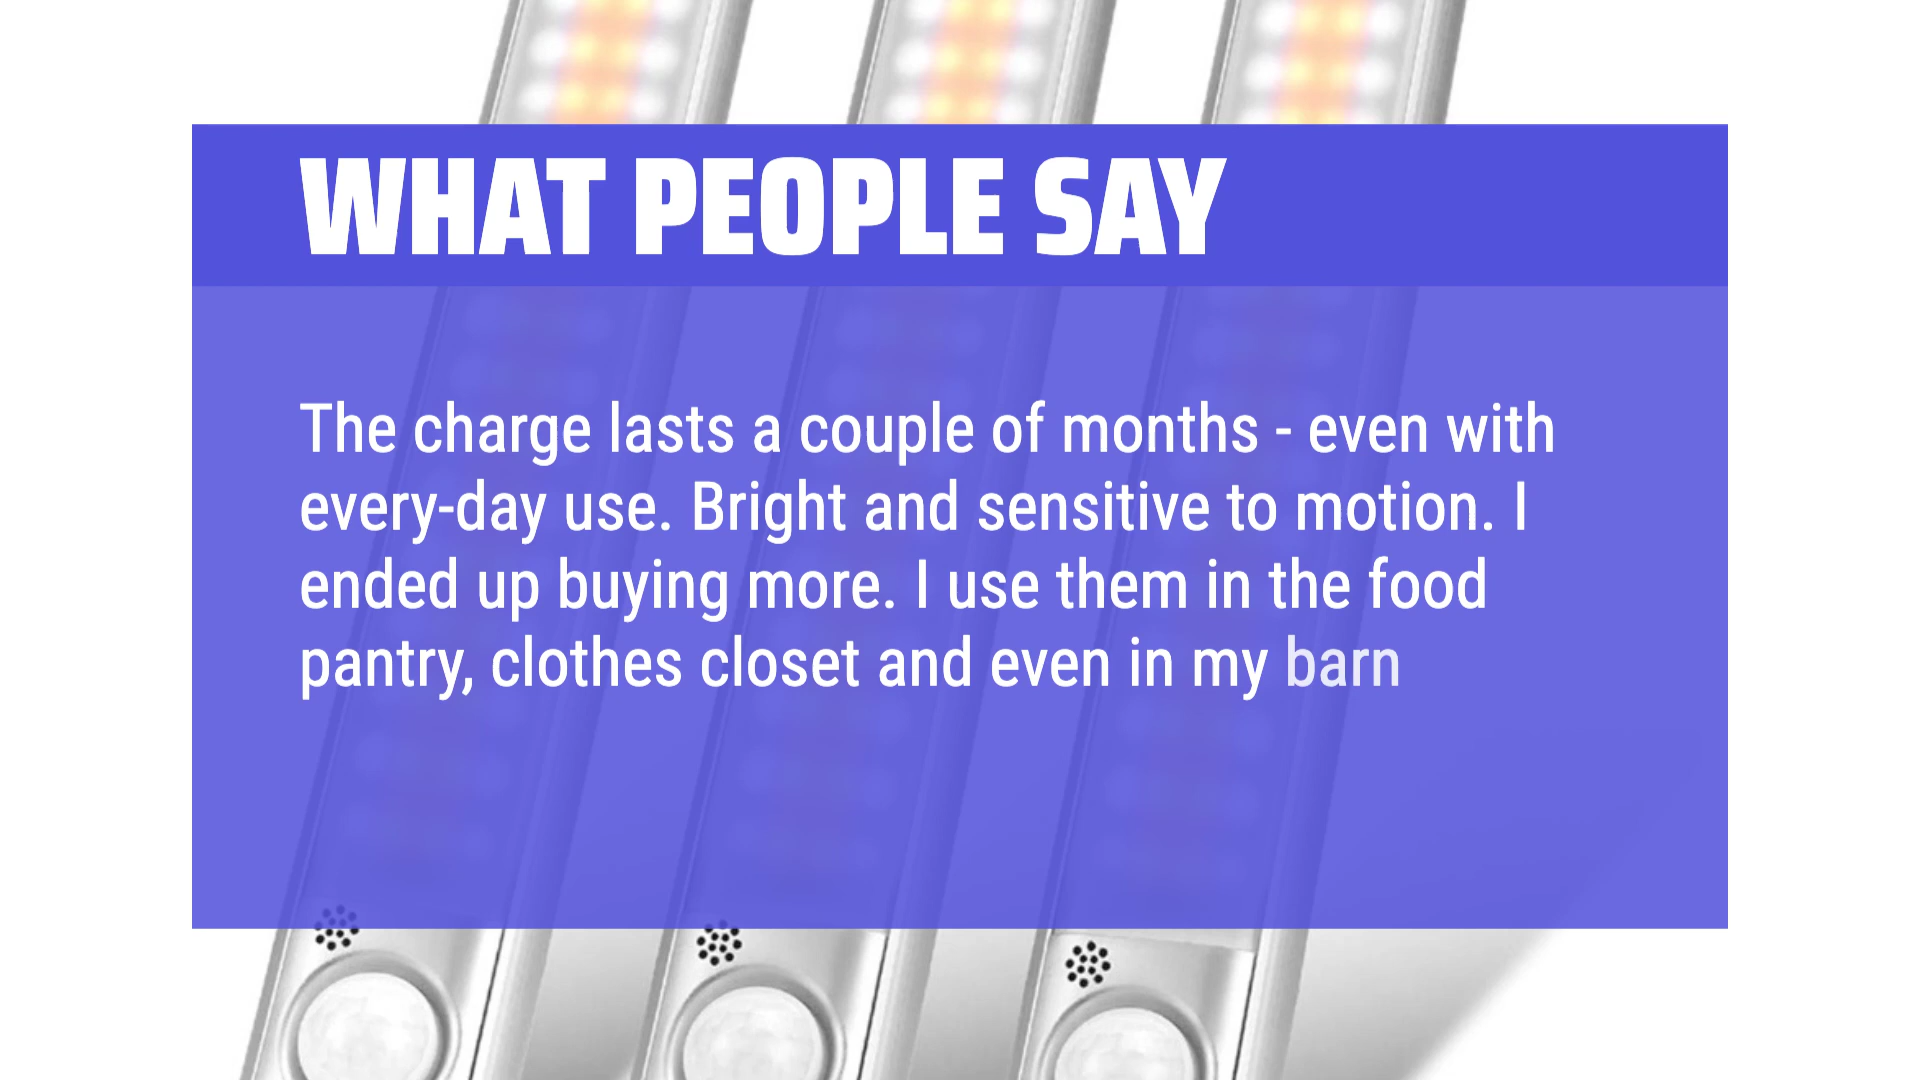 WHAT PEOPLE SAY
The charge lasts a couple of months - even with
every-day use. Bright and sensitive to motion. I
ended up buying more. I use them in the food
pantry, clothes closet and even in my barn